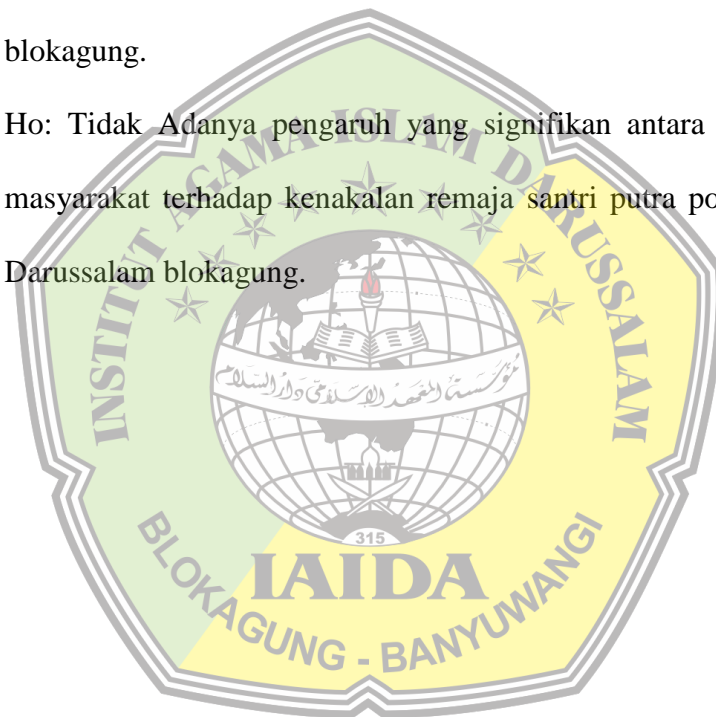 blokagung.
Ho: Tidak Adanya pengaruh yang signifikan antara
masyarakat terhadap kenakalan remaja santri putra po
Darussalam blokagung.
INSTITUT AGAMA ISLAM DARUSSALAM
مؤسسة المعهد الإسلامي دار السلام
315
IAIDA
BLOKAGUNG - BANYUWANGI